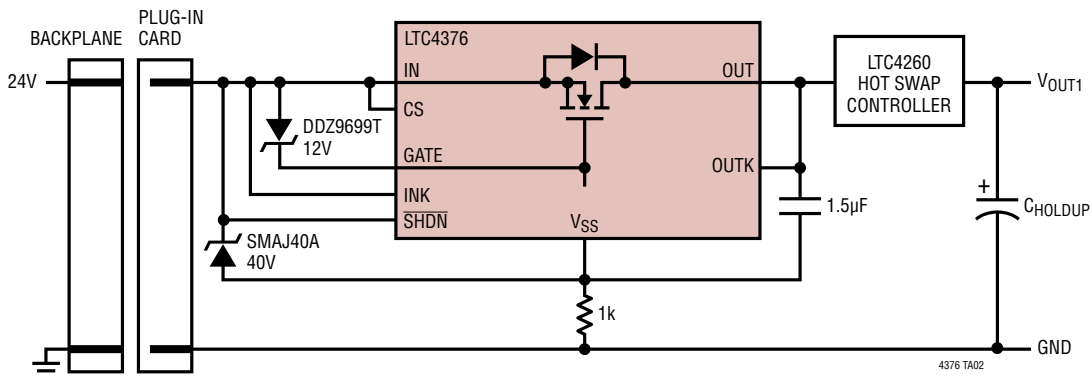 BACKPLANE
PLUG-IN
CARD
24V
LTC4376
IN
CS
DDZ9699T
12V
GATE
INK
SHDN
SMAJ40A
40V
VSS
OUT
OUTK
1.5µF
1k
LTC4260
HOT SWAP
CONTROLLER
VOUT1
+
CHOLDUP
GND
4376 TA02